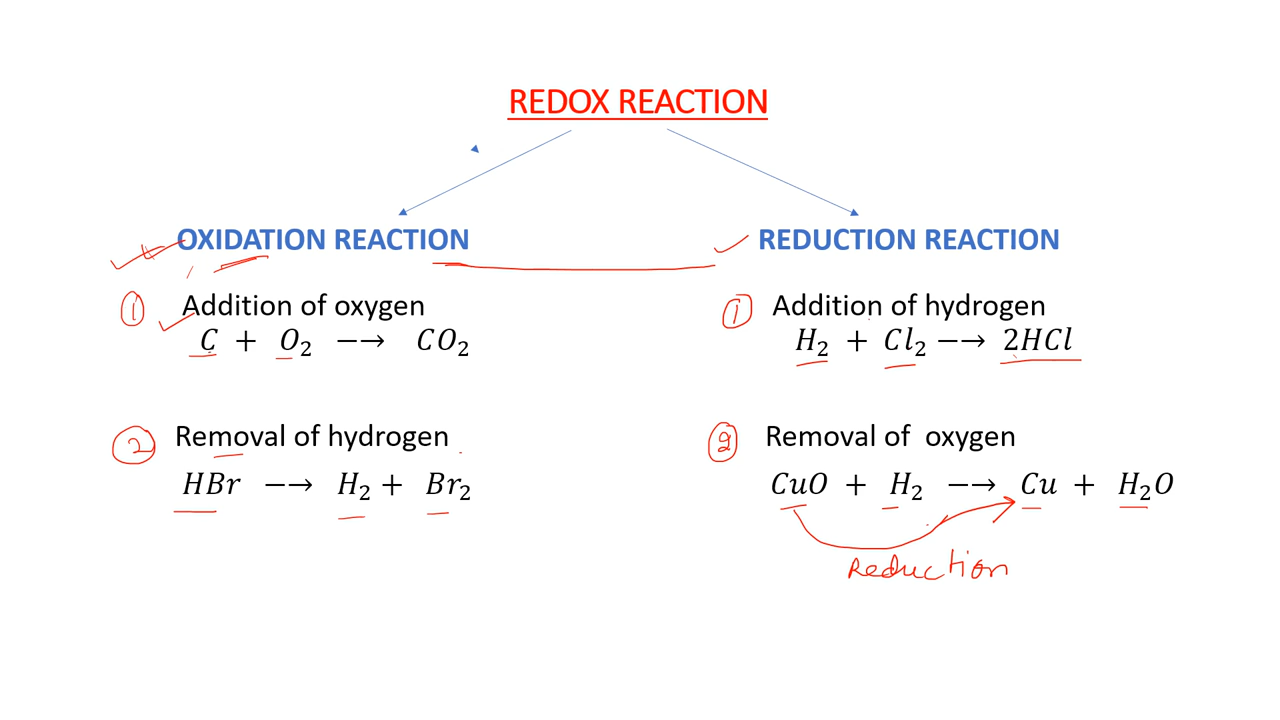 REDOX REACTION
OXIDATION REACTION
① Addition of oxygen
C + O₂ −→ CO₂
② Removal of hydrogen
HBr −→ H₂ + Br₂
REDUCTION REACTION
① Addition of hydrogen
H₂ + Cl₂ −→ 2HCl
② Removal of oxygen
CuO + H₂ −→ Cu + H₂O
Reduction